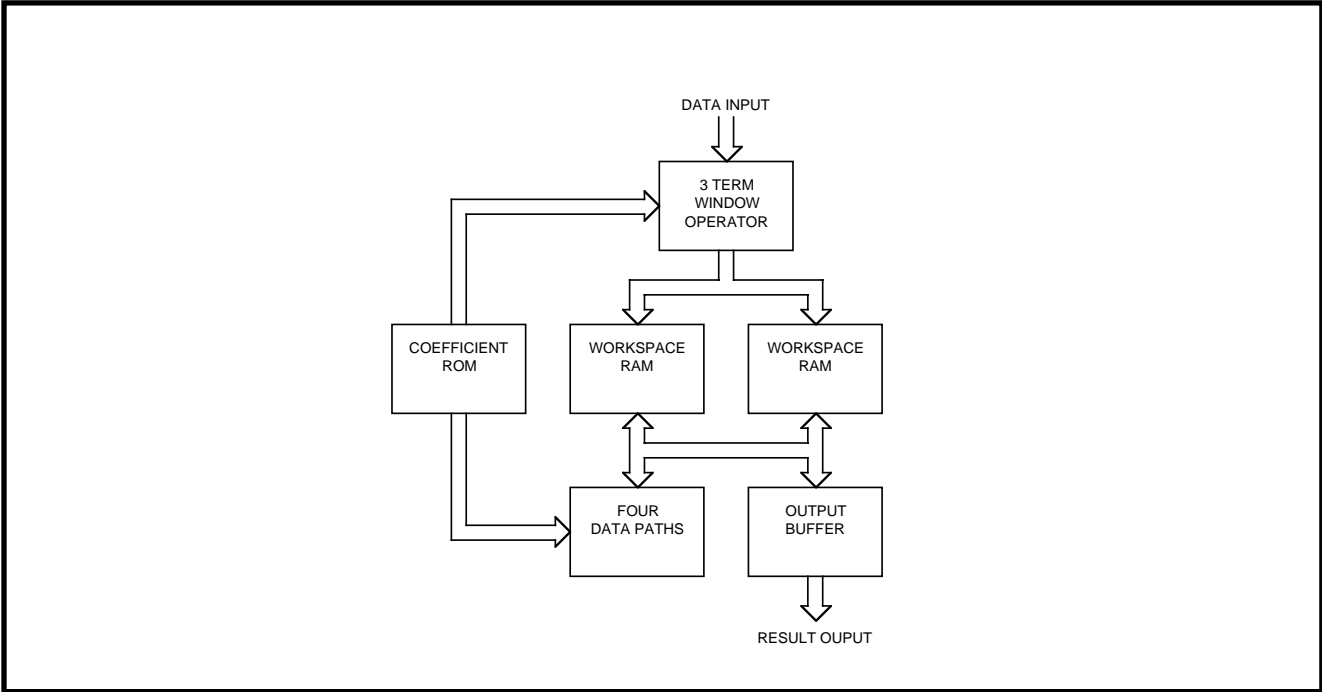 DATA INPUT
3 TERM
WINDOW
OPERATOR
COEFFICIENT
ROM
WORKSPACE
RAM
WORKSPACE
RAM
FOUR
DATA PATHS
OUTPUT
BUFFER
RESULT OUPUT